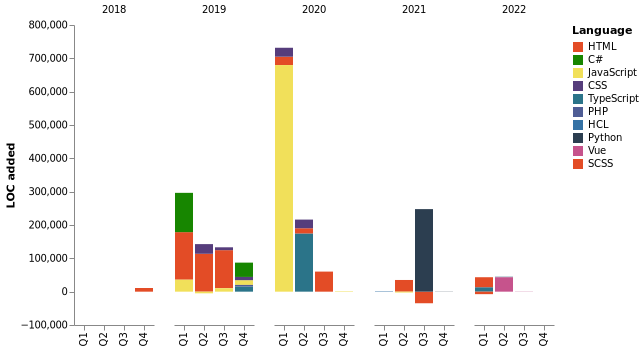 2018 2019 2020 2021 2022
800,000
700,000
600,000
500,000
400,000
300,000
200,000
100,000
0
−100,000
LOC added
Q1 Q2 Q3 Q4 Q1 Q2 Q3 Q4 Q1 Q2 Q3 Q4 Q1 Q2 Q3 Q4 Q1 Q2 Q3 Q4
Language
HTML
C#
JavaScript
CSS
TypeScript
PHP
HCL
Python
Vue
SCSS